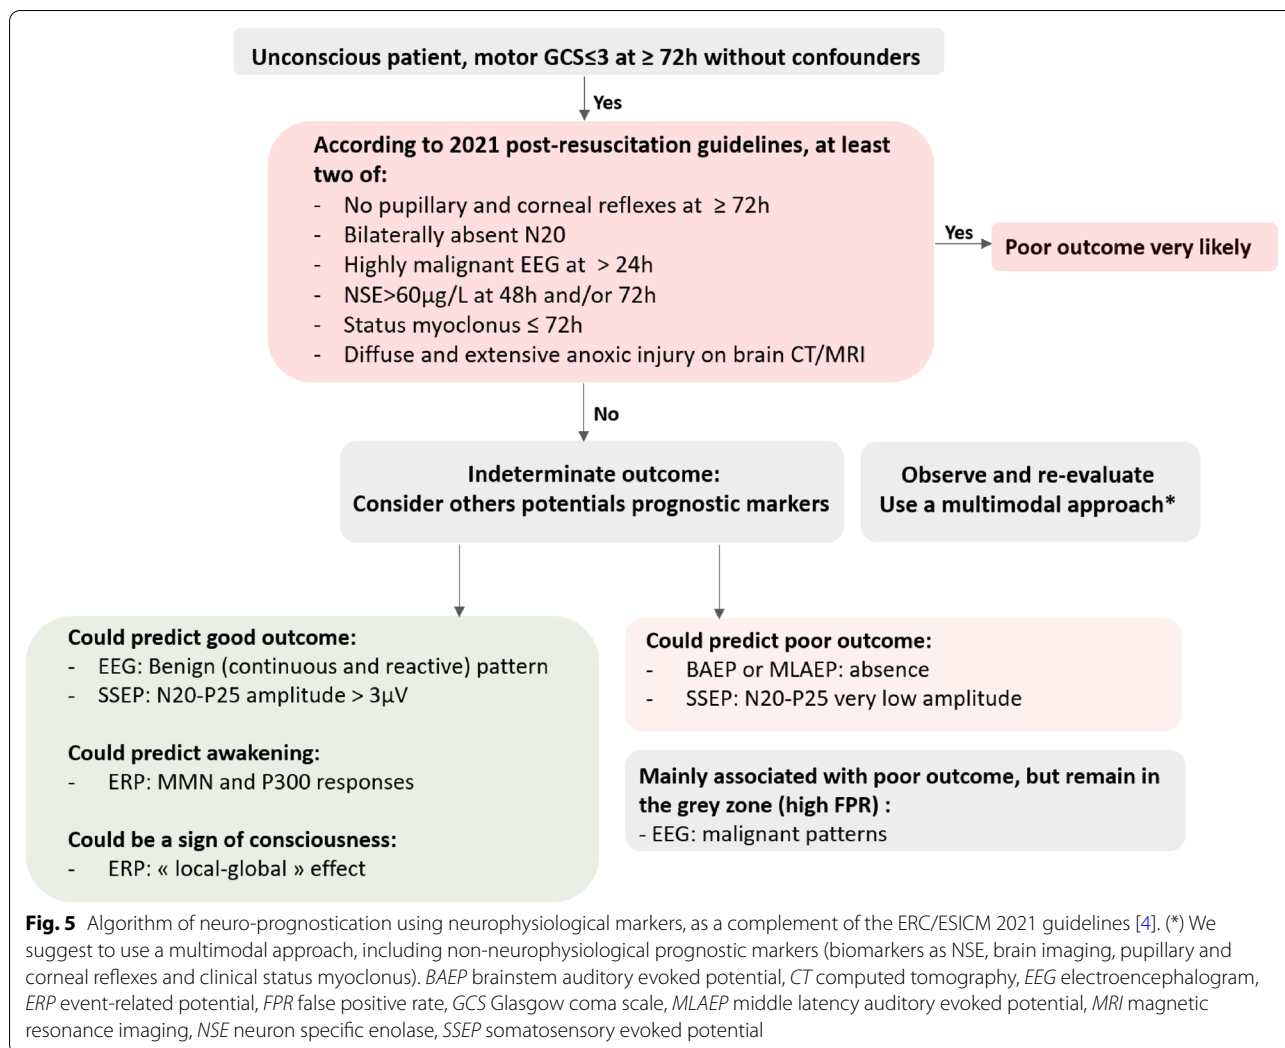 Unconscious patient, motor GCS≤3 at ≥ 72h without confounders
Yes
According to 2021 post-resuscitation guidelines, at least
two of:
- No pupillary and corneal reflexes at ≥ 72h
- Bilaterally absent N20
- Highly malignant EEG at > 24h
- NSE>60µg/L at 48h and/or 72h
- Status myoclonus ≤ 72h
- Diffuse and extensive anoxic injury on brain CT/MRI
Yes
Poor outcome very likely
No
Indeterminate outcome:
Consider others potentials prognostic markers
Observe and re-evaluate
Use a multimodal approach*
Could predict good outcome:
- EEG: Benign (continuous and reactive) pattern
- SSEP: N20-P25 amplitude > 3µV
Could predict awakening:
- ERP: MMN and P300 responses
Could be a sign of consciousness:
- ERP: « local-global » effect
Could predict poor outcome:
- BAEP or MLAEP: absence
- SSEP: N20-P25 very low amplitude
Mainly associated with poor outcome, but remain in
the grey zone (high FPR) :
- EEG: malignant patterns
Fig. 5 Algorithm of neuro-prognostication using neurophysiological markers, as a complement of the ERC/ESICM 2021 guidelines [4]. (*) We
suggest to use a multimodal approach, including non-neurophysiological prognostic markers (biomarkers as NSE, brain imaging, pupillary and
corneal reflexes and clinical status myoclonus). BAEP brainstem auditory evoked potential, CT computed tomography, EEG electroencephalogram,
ERP event-related potential, FPR false positive rate, GCS Glasgow coma scale, MLAEP middle latency auditory evoked potential, MRI magnetic
resonance imaging, NSE neuron specific enolase, SSEP somatosensory evoked potential